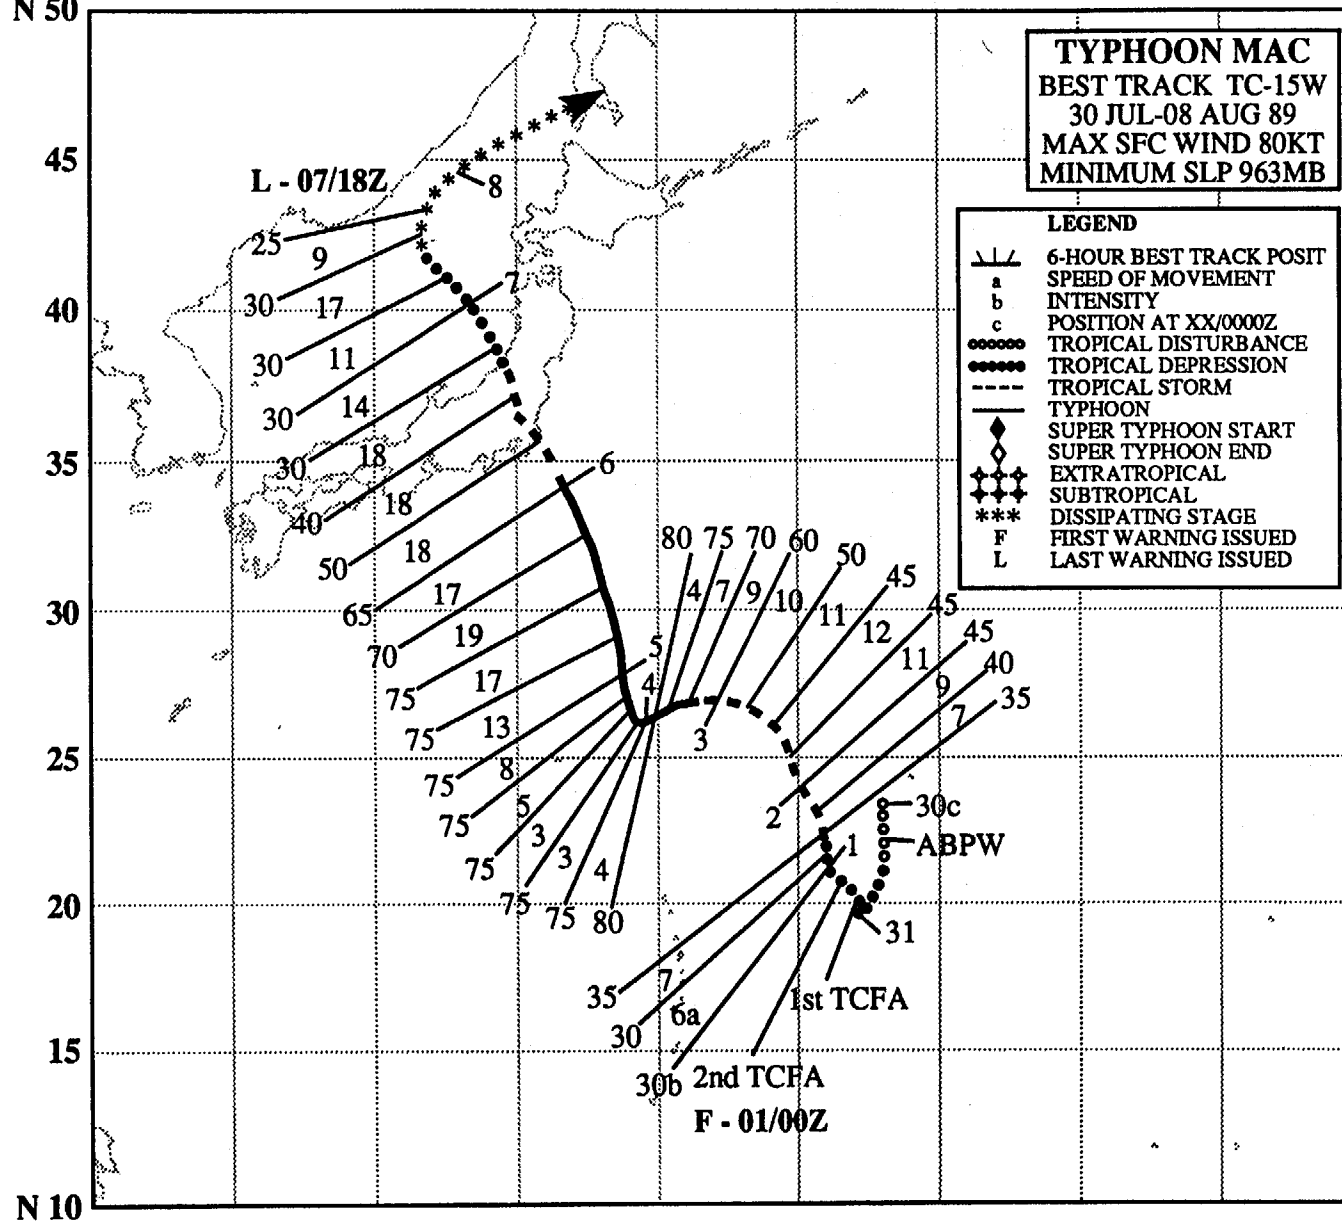 N 50
TYPHOON MAC
BEST TRACK TC-15W
30 JUL-08 AUG 89
MAX SFC WIND 80KT
MINIMUM SLP 963MB
45
L - 07/18Z
8
LEGEND
6-HOUR BEST TRACK POSIT
a SPEED OF MOVEMENT
b INTENSITY
c POSITION AT XX/0000Z
TROPICAL DISTURBANCE
TROPICAL DEPRESSION
TROPICAL STORM
TYPHOON
SUPER TYPHOON START
SUPER TYPHOON END
EXTRATROPICAL
SUBTROPICAL
*** DISSIPATING STAGE
F FIRST WARNING ISSUED
L LAST WARNING ISSUED
25
9
30
17
7
40
30
11
30
14
30
18
35
6
40
18
50
18
65
17
80 75 70 60 50 45
4 7 9 10 11 12
45
45
11
40
9
35
7
30
70
19
75
17
5
4
75
13
3
25
75
8
75
5
2
30c
75
3
1
ABPW
75
3
75
4
80
20
31
7
1st TCFA
35
6a
30
15
30b
2nd TCFA
F - 01/00Z
N 10